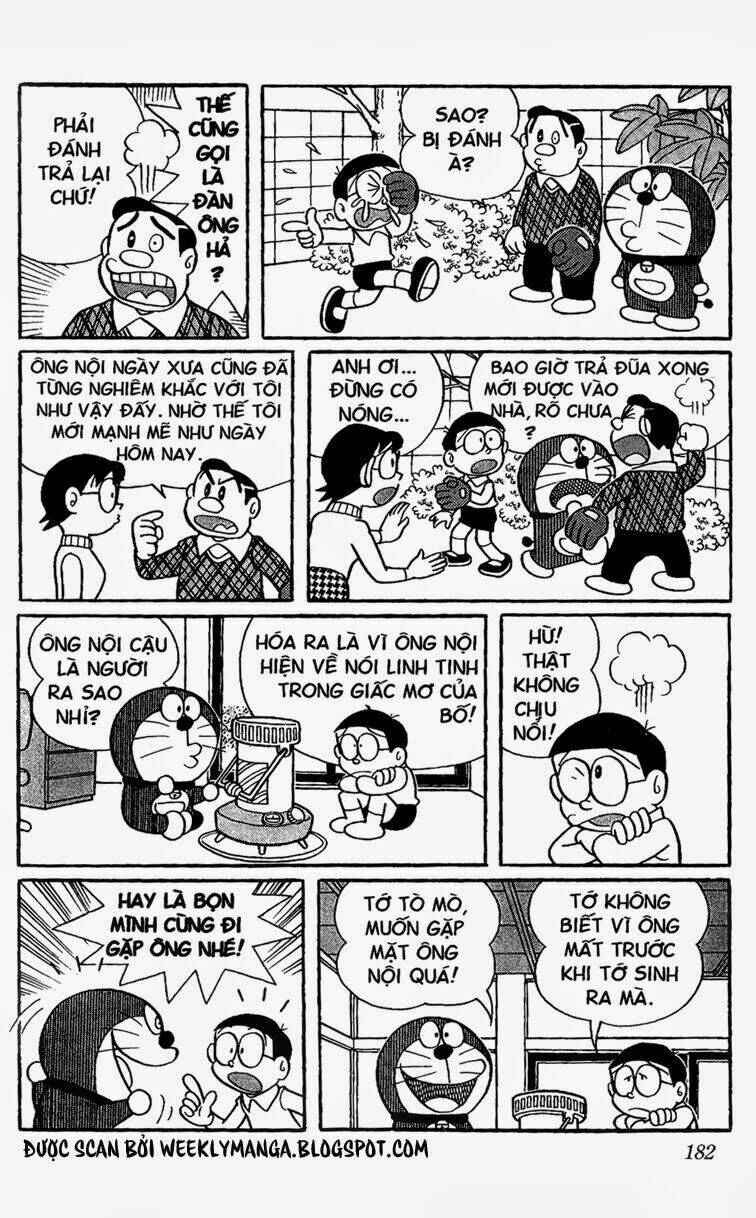 SAO?
BỊ ĐÁNH
À?
THẾ
CŨNG
GỌI
LÀ
ĐÀN
ÔNG
HẢ
?
PHẢI
ĐÁNH
TRẢ LẠI
CHỨ!
BAO GIỜ TRẢ ĐŨA XONG
MỚI ĐƯỢC VÀO
NHÀ, RÕ CHƯA
?
ANH ƠI...
ĐỪNG CÓ
NÓNG...
ÔNG NỘI NGÀY XƯA CŨNG ĐÃ
TỪNG NGHIÊM KHẮC VỚI TÔI
NHƯ VẬY ĐẤY. NHỜ THẾ TÔI
MỚI MẠNH MẼ NHƯ NGÀY
HÔM NAY.
HỪ!
THẬT
KHÔNG
CHỊU
NỔI!
HÓA RA LÀ VÌ ÔNG NỘI
HIỆN VỀ NÓI LINH TINH
TRONG GIẤC MƠ CỦA
BỐ!
ÔNG NỘI CẬU
LÀ NGƯỜI
RA SAO
NHỈ?
TỚ KHÔNG
BIẾT VÌ ÔNG
MẤT TRƯỚC
KHI TỚ SINH
RA MÀ.
TỚ TÒ MÒ,
MUỐN GẶP
MẶT ÔNG
NỘI QUÁ!
HAY LÀ BỌN
MÌNH CÙNG ĐI
GẶP ÔNG NHÉ!
ĐƯỢC SCAN BỞI WEEKLYMANGA.BLOGSPOT.COM
182